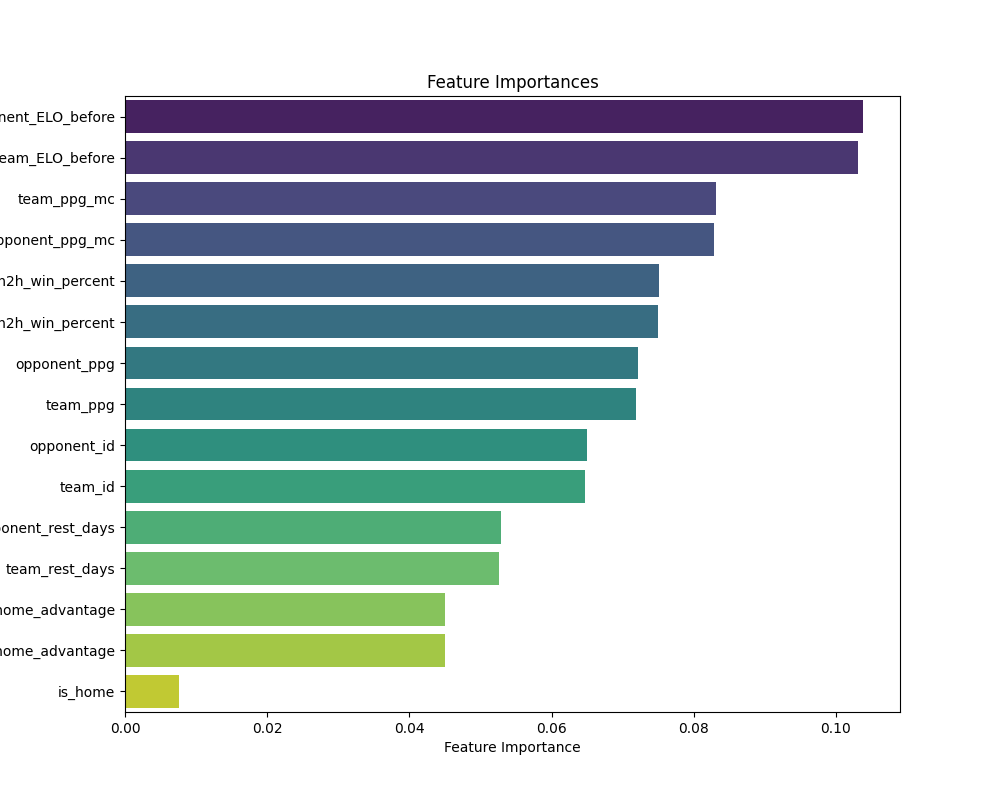 Feature Importances
nent_ELO_before
eam_ELO_before
team_ppg_mc
pponent_ppg_mc
h2h_win_percent
h2h_win_percent
opponent_ppg
team_ppg
opponent_id
team_id
ponent_rest_days
team_rest_days
home_advantage
home_advantage
is_home
0.00 0.02 0.04 0.06 0.08 0.10
Feature Importance